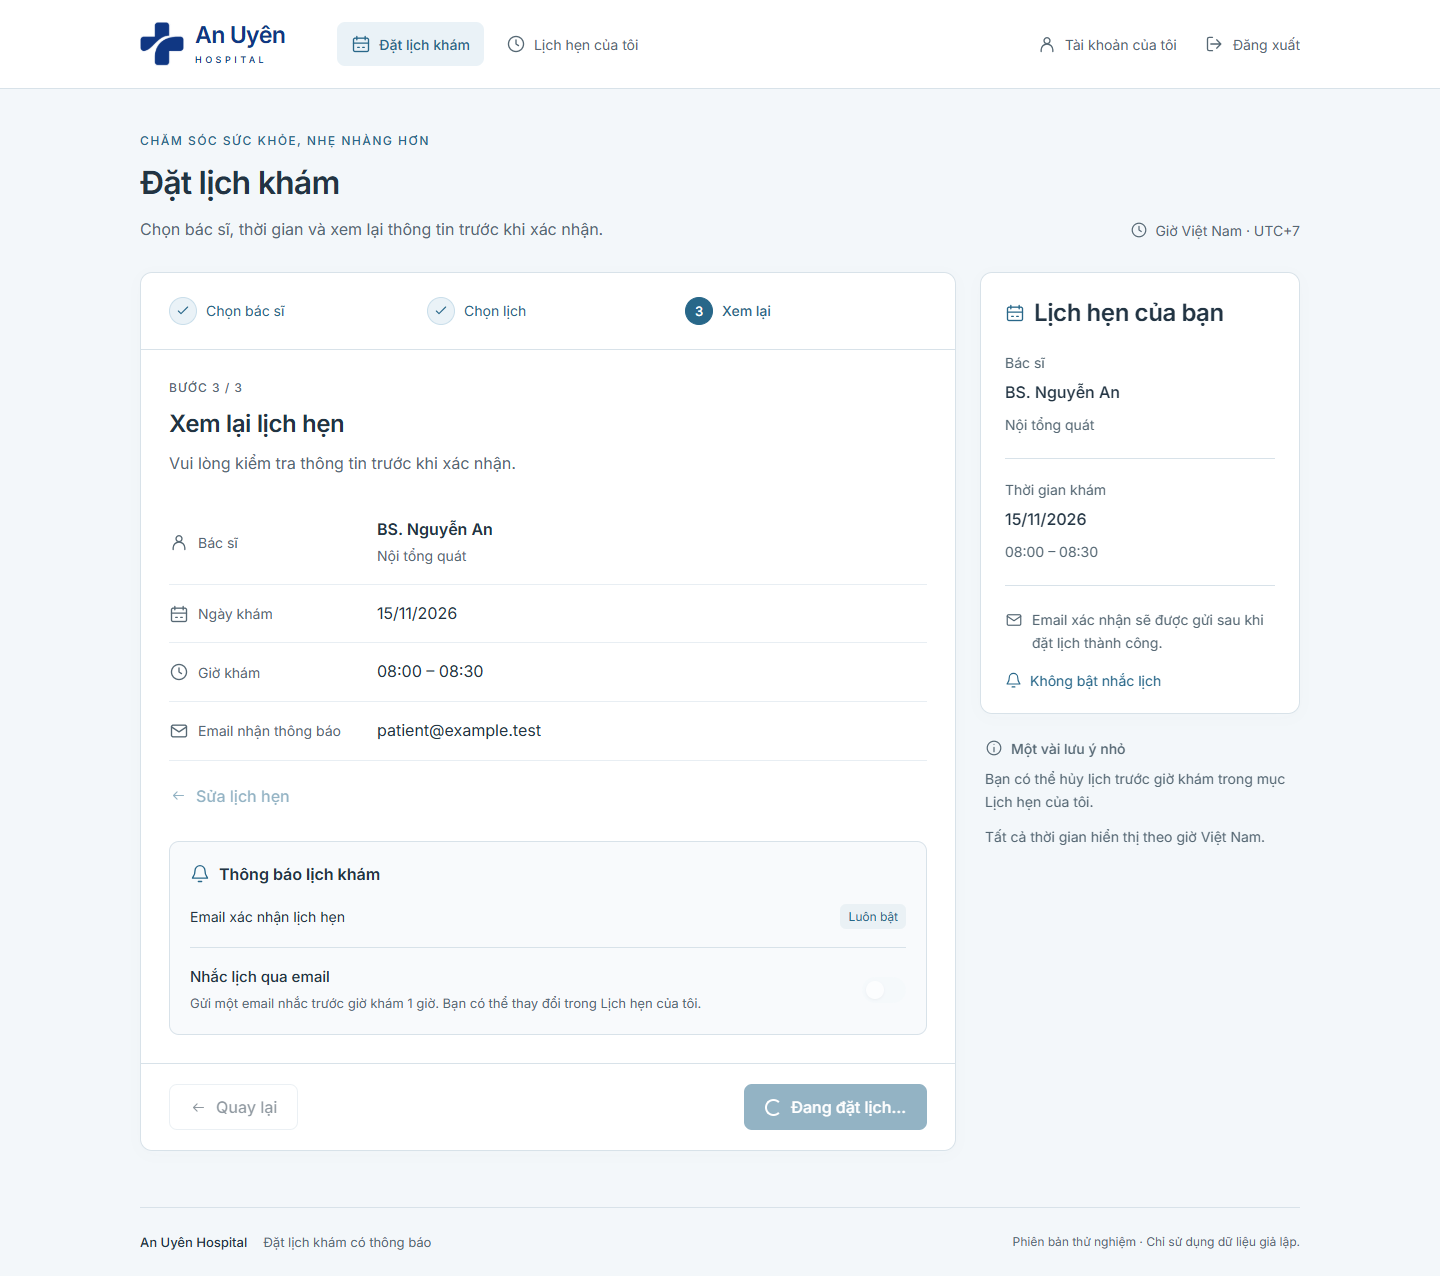 An Uyên
HOSPITAL
Đặt lịch khám
Lịch hẹn của tôi
Tài khoản của tôi
Đăng xuất
CHĂM SÓC SỨC KHỎE, NHẸ NHÀNG HƠN
Đặt lịch khám
Chọn bác sĩ, thời gian và xem lại thông tin trước khi xác nhận.
Giờ Việt Nam · UTC+7
Chọn bác sĩ
Chọn lịch
3 Xem lại
BƯỚC 3 / 3
Xem lại lịch hẹn
Vui lòng kiểm tra thông tin trước khi xác nhận.
Bác sĩ
BS. Nguyễn An
Nội tổng quát
Ngày khám
15/11/2026
Giờ khám
08:00 – 08:30
Email nhận thông báo
patient@example.test
Sửa lịch hẹn
Thông báo lịch khám
Email xác nhận lịch hẹn
Luôn bật
Nhắc lịch qua email
Gửi một email nhắc trước giờ khám 1 giờ. Bạn có thể thay đổi trong Lịch hẹn của tôi.
Quay lại
Đang đặt lịch...
Lịch hẹn của bạn
Bác sĩ
BS. Nguyễn An
Nội tổng quát
Thời gian khám
15/11/2026
08:00 – 08:30
Email xác nhận sẽ được gửi sau khi
đặt lịch thành công.
Không bật nhắc lịch
Một vài lưu ý nhỏ
Bạn có thể hủy lịch trước giờ khám trong mục
Lịch hẹn của tôi.
Tất cả thời gian hiển thị theo giờ Việt Nam.
An Uyên Hospital
Đặt lịch khám có thông báo
Phiên bản thử nghiệm · Chỉ sử dụng dữ liệu giả lập.